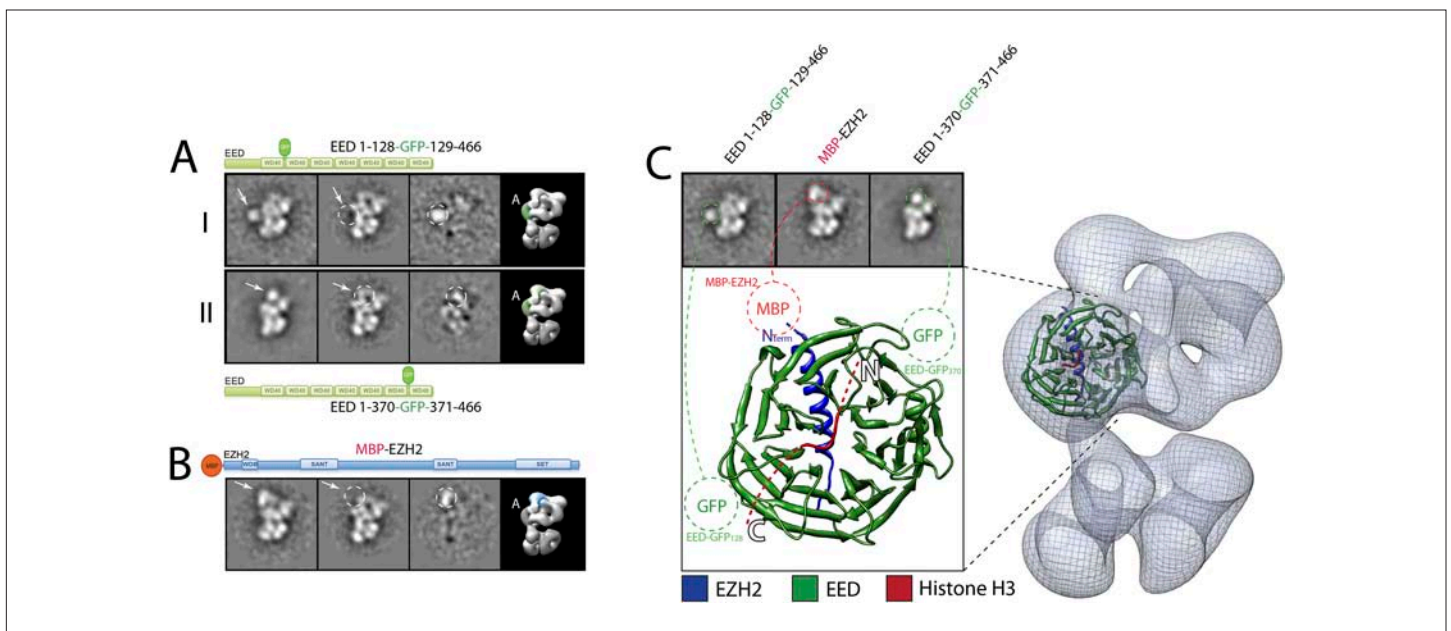 A
EED
GFP
EED 1-128-GFP-129-466
WD40 WD40 WD40 WD40 WD40 WD40 WD40
I
A
II
A
GFP
EED
WD40 WD40 WD40 WD40 WD40 WD40 WD40
EED 1-370-GFP-371-466
B
MBP
EZH2
MBP-EZH2
WDB SANT SANT SET
A
C
EED 1-128-GFP-129-466
MBP-EZH2
EED 1-370-GFP-371-466
MBP-EZH2
MBP
Nterm
N
GFP
EED-GFP370
GFP
EED-GFP128
C
EZH2 EED Histone H3